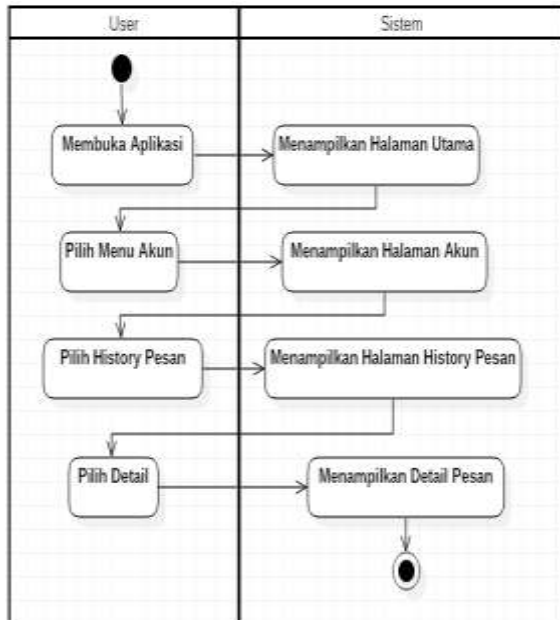 User
Sistem
Membuka Aplikasi
Menampilkan Halaman Utama
Pilih Menu Akun
Menampilkan Halaman Akun
Pilih History Pesan
Menampilkan Halaman History Pesan
Pilih Detail
Menampilkan Detail Pesan